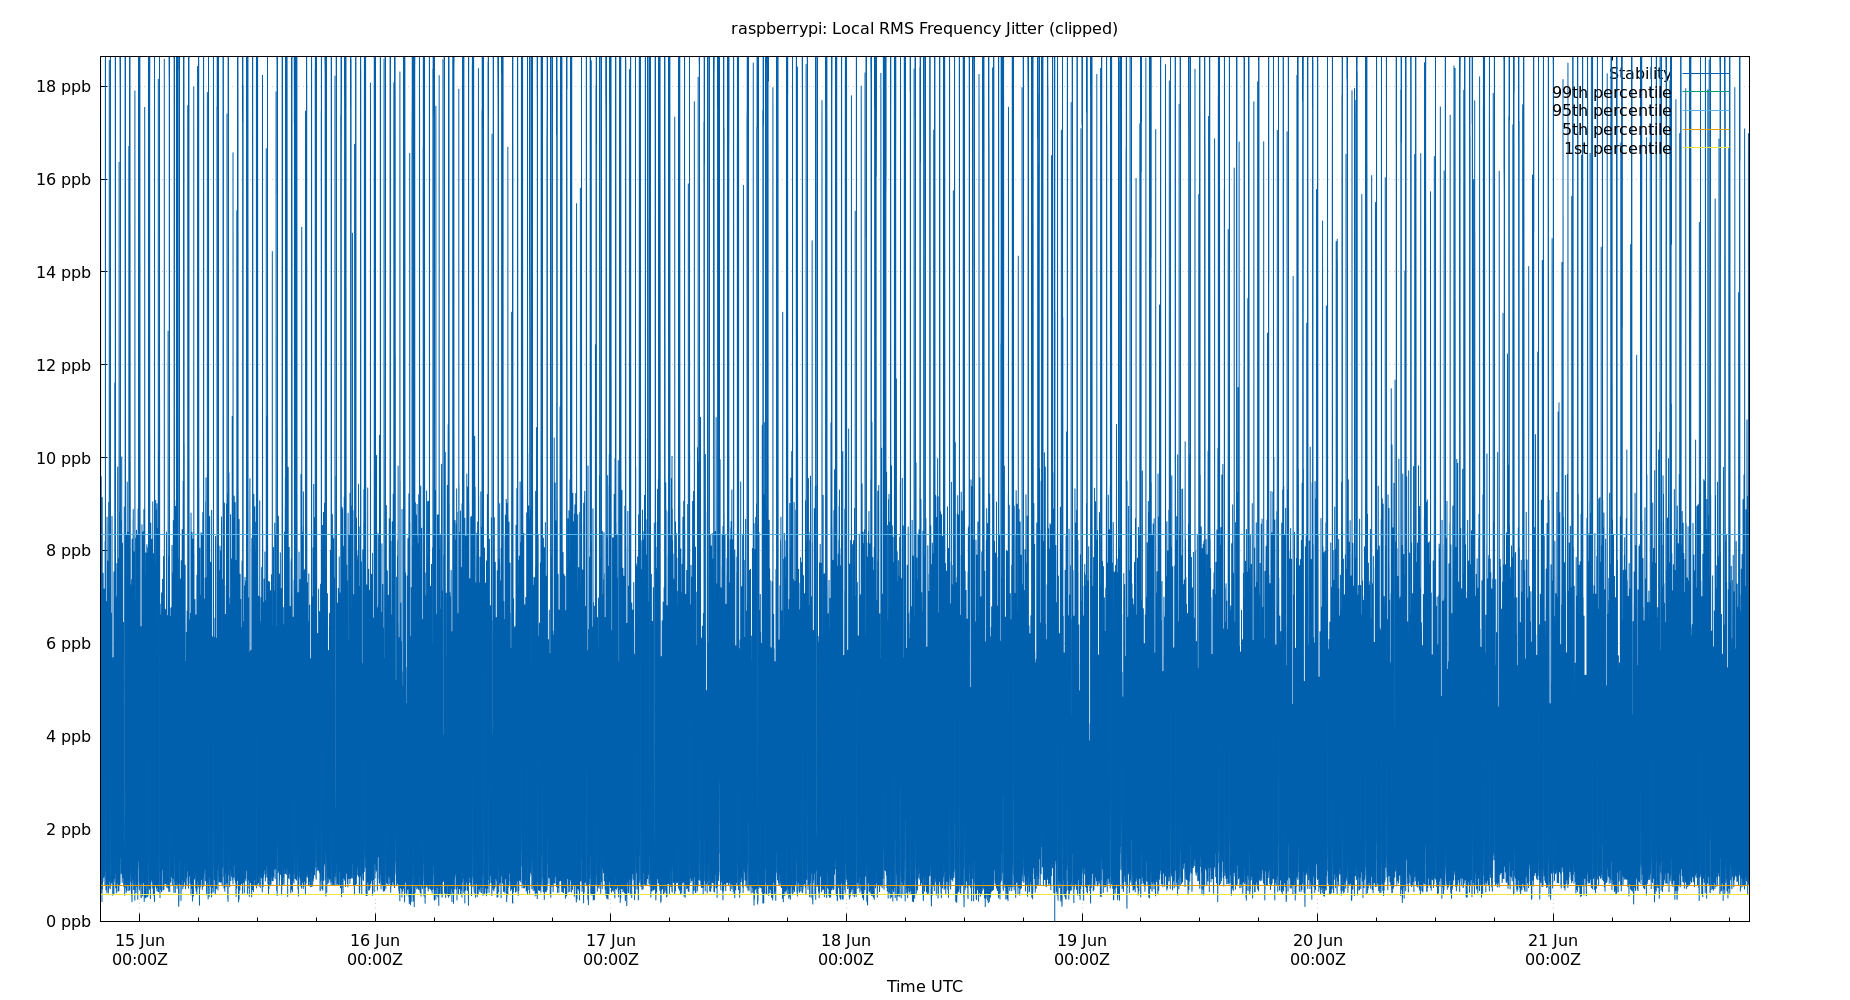 raspberrypi: Local RMS Frequency Jitter (clipped)
18 ppb
16 ppb
14 ppb
12 ppb
10 ppb
8 ppb
6 ppb
4 ppb
2 ppb
0 ppb
Stability
99th percentile
95th percentile
5th percentile
1st percentile
15 Jun 16 Jun 17 Jun 18 Jun 19 Jun 20 Jun 21 Jun
00:00Z 00:00Z 00:00Z 00:00Z 00:00Z 00:00Z 00:00Z
Time UTC